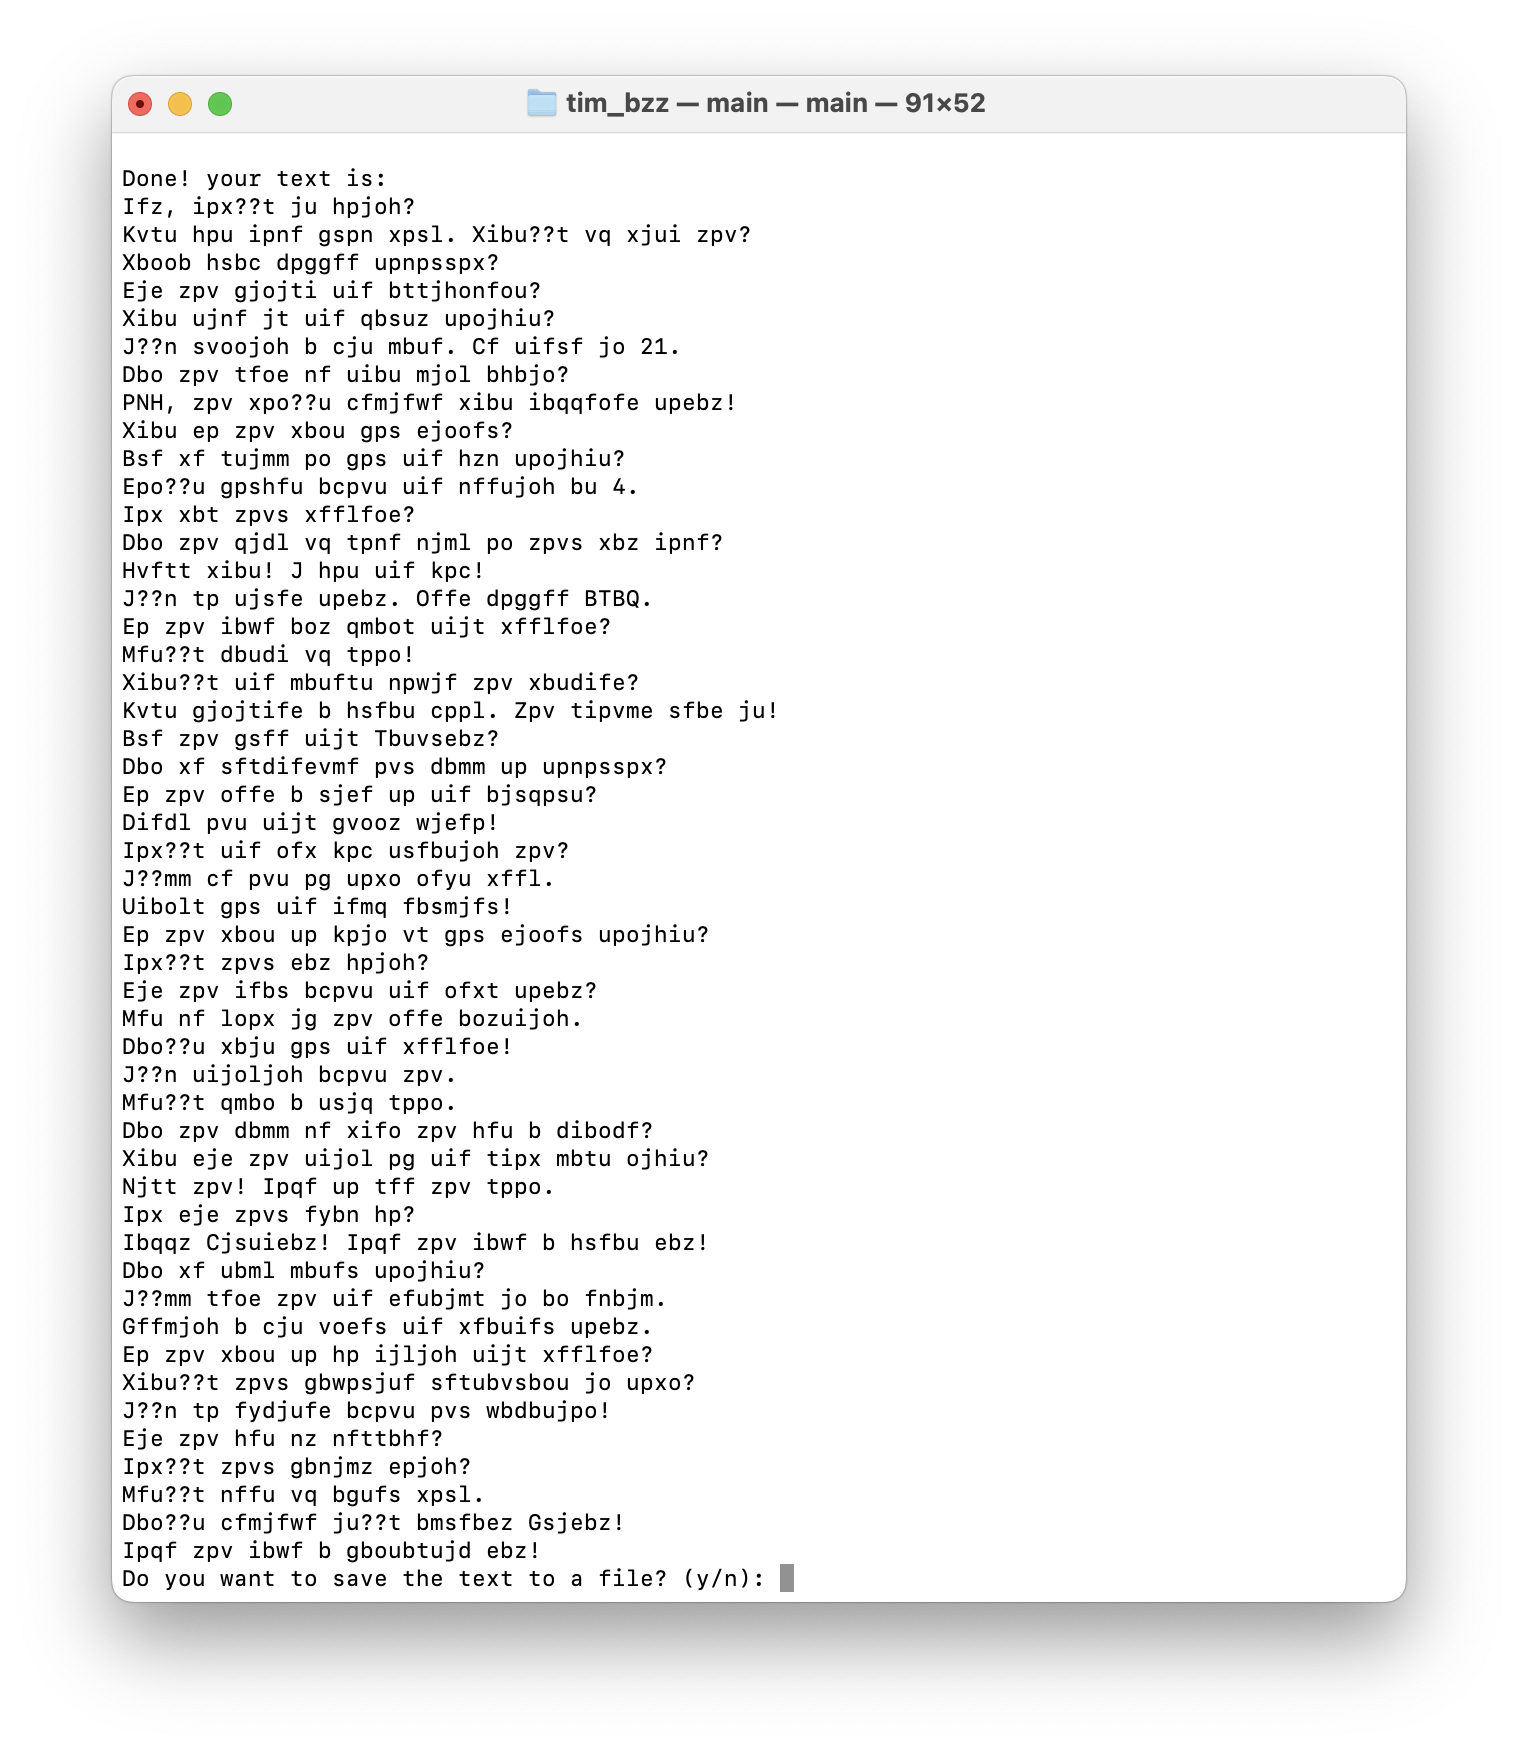 tim_bzz — main — main — 91×52
Done! your text is:
Ifz, ipx??t ju hpjoh?
Kvtu hpu ipnf gspn xpsl. Xibu??t vq xjui zpv?
Xboob hsbc dpggff upnpsspx?
Eje zpv gjojti uif bttjhonfou?
Xibu ujnf jt uif qbsuz upojhiu?
J??n svoojoh b cju mbuf. Cf uifsf jo 21.
Dbo zpv tfoe nf uibu mjol bhbjo?
PNH, zpv xpo??u cfmjfwf xibu ibqqfofe upebz!
Xibu ep zpv xbou gps ejoofs?
Bsf xf tujmm po gps uif hzn upojhiu?
Epo??u gpshfu bcpvu uif nffujoh bu 4.
Ipx xbt zpvs xfflfoe?
Dbo zpv qjdl vq tpnf njml po zpvs xbz ipnf?
Hvftt xibu! J hpu uif kpc!
J??n tp ujsfe upebz. Offe dpggff BTBQ.
Ep zpv ibwf boz qmbot uijt xfflfoe?
Mfu??t dbudi vq tppo!
Xibu??t uif mbuftu npwjf zpv xbudife?
Kvtu gjojtife b hsfbu cppl. Zpv tipvme sfbe ju!
Bsf zpv gsff uijt Tbuvsebz?
Dbo xf sftdifevmf pvs dbmm up upnpsspx?
Ep zpv offe b sjef up uif bjsqpsu?
Difdl pvu uijt gvooz wjefp!
Ipx??t uif ofx kpc usfbujoh zpv?
J??mm cf pvu pg upxo ofyu xffl.
Uibolt gps uif ifmq fbsmjfs!
Ep zpv xbou up kpjo vt gps ejoofs upojhiu?
Ipx??t zpvs ebz hpjoh?
Eje zpv ifbs bcpvu uif ofxt upebz?
Mfu nf lopx jg zpv offe bozuijoh.
Dbo??u xbju gps uif xfflfoe!
J??n uijoljoh bcpvu zpv.
Mfu??t qmbo b usjq tppo.
Dbo zpv dbmm nf xifo zpv hfu b dibodf?
Xibu eje zpv uijol pg uif tipx mbtu ojhiu?
Njtt zpv! Ipqf up tff zpv tppo.
Ipx eje zpvs fybn hp?
Ibqqz Cjsuiebz! Ipqf zpv ibwf b hsfbu ebz!
Dbo xf ubml mbufs upojhiu?
J??mm tfoe zpv uif efubjmt jo bo fnbjm.
Gffmjoh b cju voefs uif xfbuifs upebz.
Ep zpv xbou up hp ijljoh uijt xfflfoe?
Xibu??t zpvs gbwpsjuf sftubvsbou jo upxo?
J??n tp fydjufe bcpvu pvs wbdbujpo!
Eje zpv hfu nz nfttbhf?
Ipx??t zpvs gbnjmz epjoh?
Mfu??t nffu vq bgufs xpsl.
Dbo??u cfmjfwf ju??t bmsfbez Gsjebz!
Ipqf zpv ibwf b gboubtujd ebz!
Do you want to save the text to a file? (y/n):